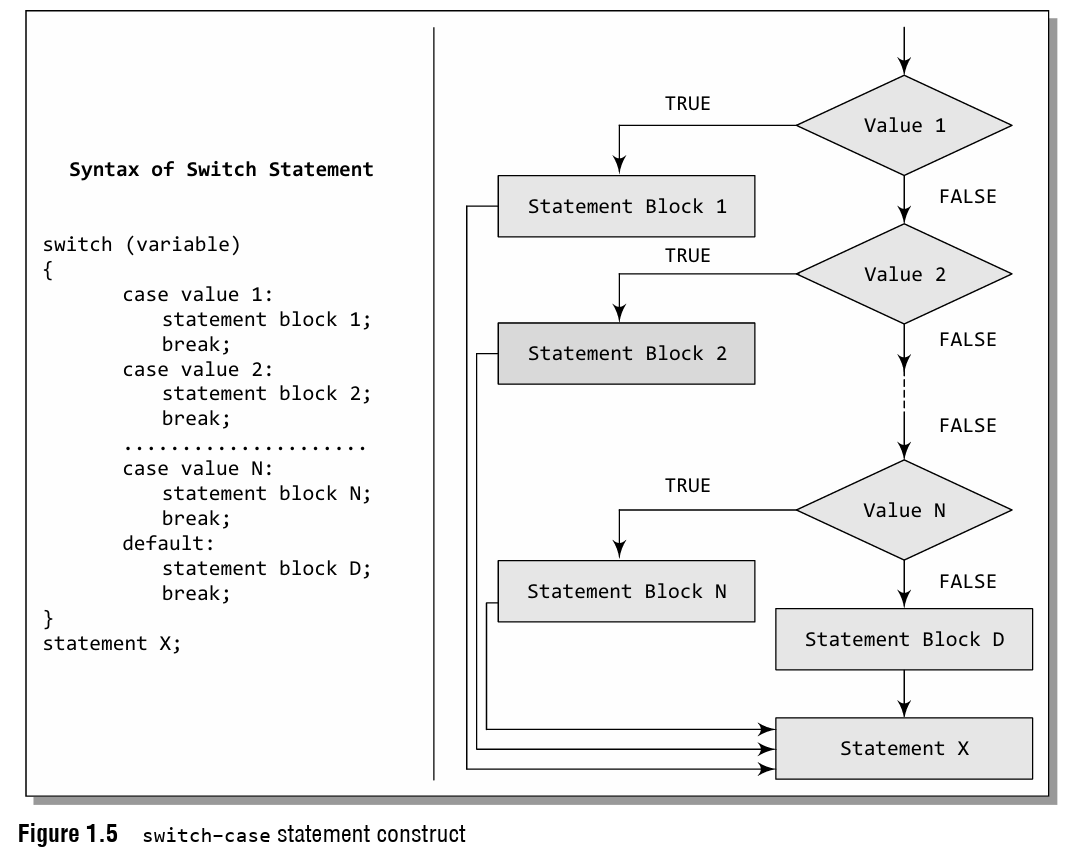 Syntax of Switch Statement
switch (variable)
{
case value 1:
statement block 1;
break;
case value 2:
statement block 2;
break;
.....................
case value N:
statement block N;
break;
default:
statement block D;
break;
}
statement X;
Value 1
TRUE
FALSE
Statement Block 1
Value 2
TRUE
FALSE
Statement Block 2
FALSE
Value N
TRUE
FALSE
Statement Block N
Statement Block D
Statement X
Figure 1.5 switch-case statement construct